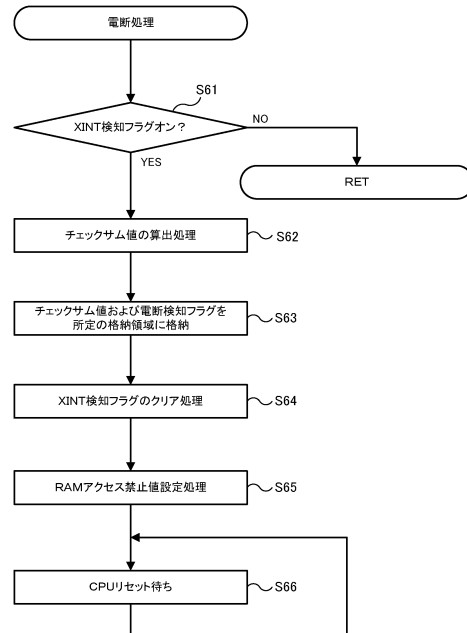 電断処理
S61
XINT検知フラグオン？
NO
YES
RET
チェックサム値の算出処理
S62
チェックサム値および電断検知フラグを
所定の格納領域に格納
S63
XINT検知フラグのクリア処理
S64
RAMアクセス禁止値設定処理
S65
CPUリセット待ち
S66